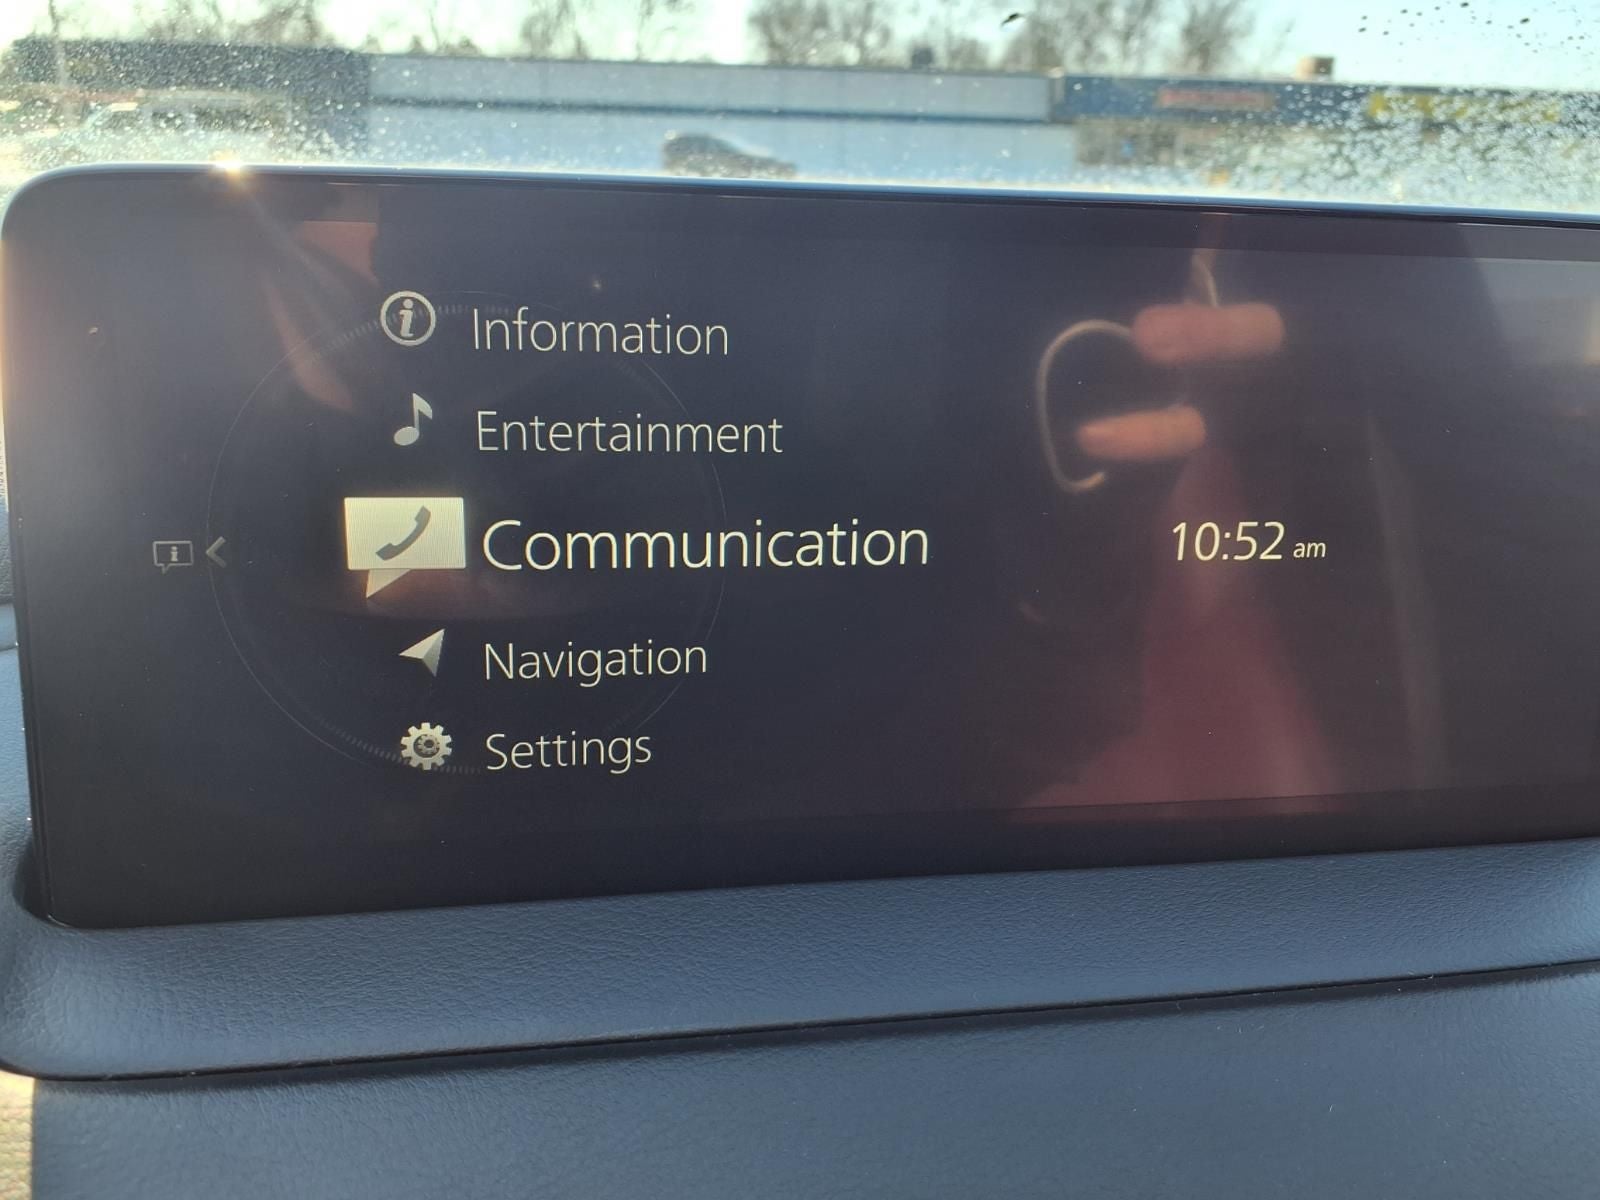 Information
Entertainment
Communication
10:52 am
Navigation
Settings